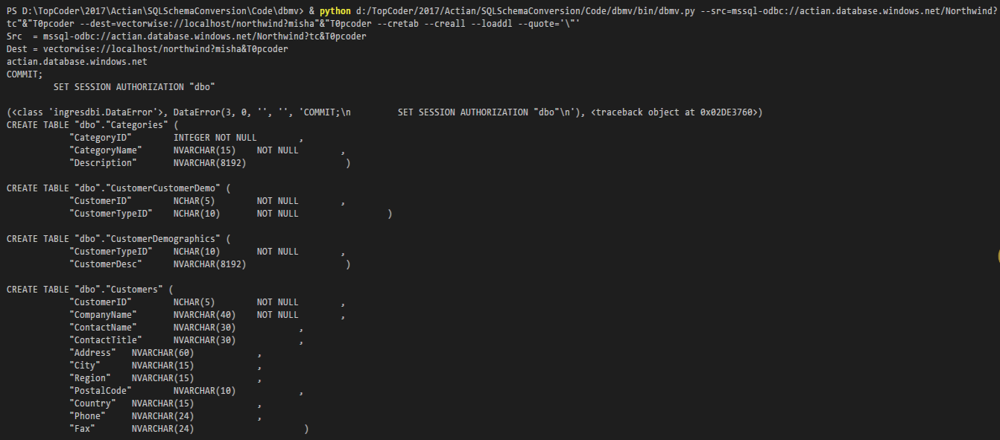 PS D:\TopCoder\2017\Actian\SQLSchemaConversion\Code\dbmv> & python d:/TopCoder/2017/Actian/SQLSchemaConversion/Code/dbmv/bin/dbmv.py --src=mssql-odbc://actian.database.windows.net/Northwind?
tc"&"T0pcoder --dest=vectorwise://localhost/northwind?misha"&"T0pcoder --cretab --creall --loaddl --quote='\"'
Src  = mssql-odbc://actian.database.windows.net/Northwind?tc&T0pcoder
Dest = vectorwise://localhost/northwind?misha&T0pcoder
actian.database.windows.net
COMMIT;
         SET SESSION AUTHORIZATION "dbo"
(<class 'ingresdbi.DataError'>, DataError(3, 0, '', '', 'COMMIT;\n         SET SESSION AUTHORIZATION "dbo"\n'), <traceback object at 0x02DE3760>)
CREATE TABLE "dbo"."Categories" (
            "CategoryID"        INTEGER NOT NULL        ,
            "CategoryName"      NVARCHAR(15)    NOT NULL        ,
            "Description"       NVARCHAR(8192)                   )
CREATE TABLE "dbo"."CustomerCustomerDemo" (
            "CustomerID"        NCHAR(5)        NOT NULL        ,
            "CustomerTypeID"    NCHAR(10)       NOT NULL                 )
CREATE TABLE "dbo"."CustomerDemographics" (
            "CustomerTypeID"    NCHAR(10)       NOT NULL        ,
            "CustomerDesc"      NVARCHAR(8192)                   )
CREATE TABLE "dbo"."Customers" (
            "CustomerID"        NCHAR(5)        NOT NULL        ,
            "CompanyName"       NVARCHAR(40)    NOT NULL        ,
            "ContactName"       NVARCHAR(30)            ,
            "ContactTitle"      NVARCHAR(30)            ,
            "Address"   NVARCHAR(60)            ,
            "City"      NVARCHAR(15)            ,
            "Region"    NVARCHAR(15)            ,
            "PostalCode"        NVARCHAR(10)            ,
            "Country"   NVARCHAR(15)            ,
            "Phone"     NVARCHAR(24)            ,
            "Fax"       NVARCHAR(24)                     )